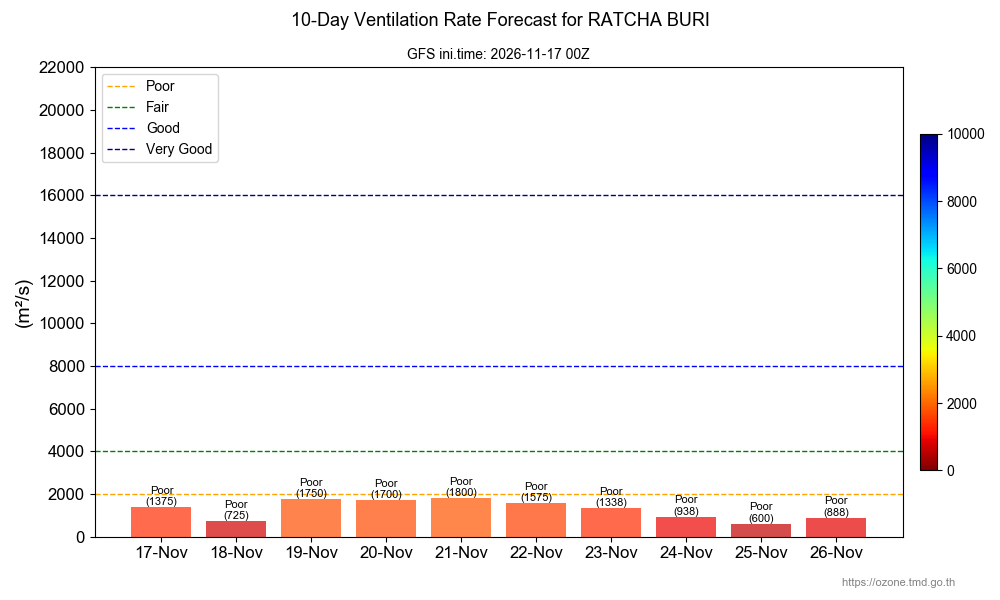 10-Day Ventilation Rate Forecast for RATCHA BURI
GFS ini.time: 2026-11-17 00Z
(m²/s)
22000
20000
18000
16000
14000
12000
10000
8000
6000
4000
2000
0
Poor
Fair
Good
Very Good
Poor
(1375)
Poor
(725)
Poor
(1750)
Poor
(1700)
Poor
(1800)
Poor
(1575)
Poor
(1338)
Poor
(938)
Poor
(600)
Poor
(888)
17-Nov 18-Nov 19-Nov 20-Nov 21-Nov 22-Nov 23-Nov 24-Nov 25-Nov 26-Nov
10000
8000
6000
4000
2000
0
https://ozone.tmd.go.th